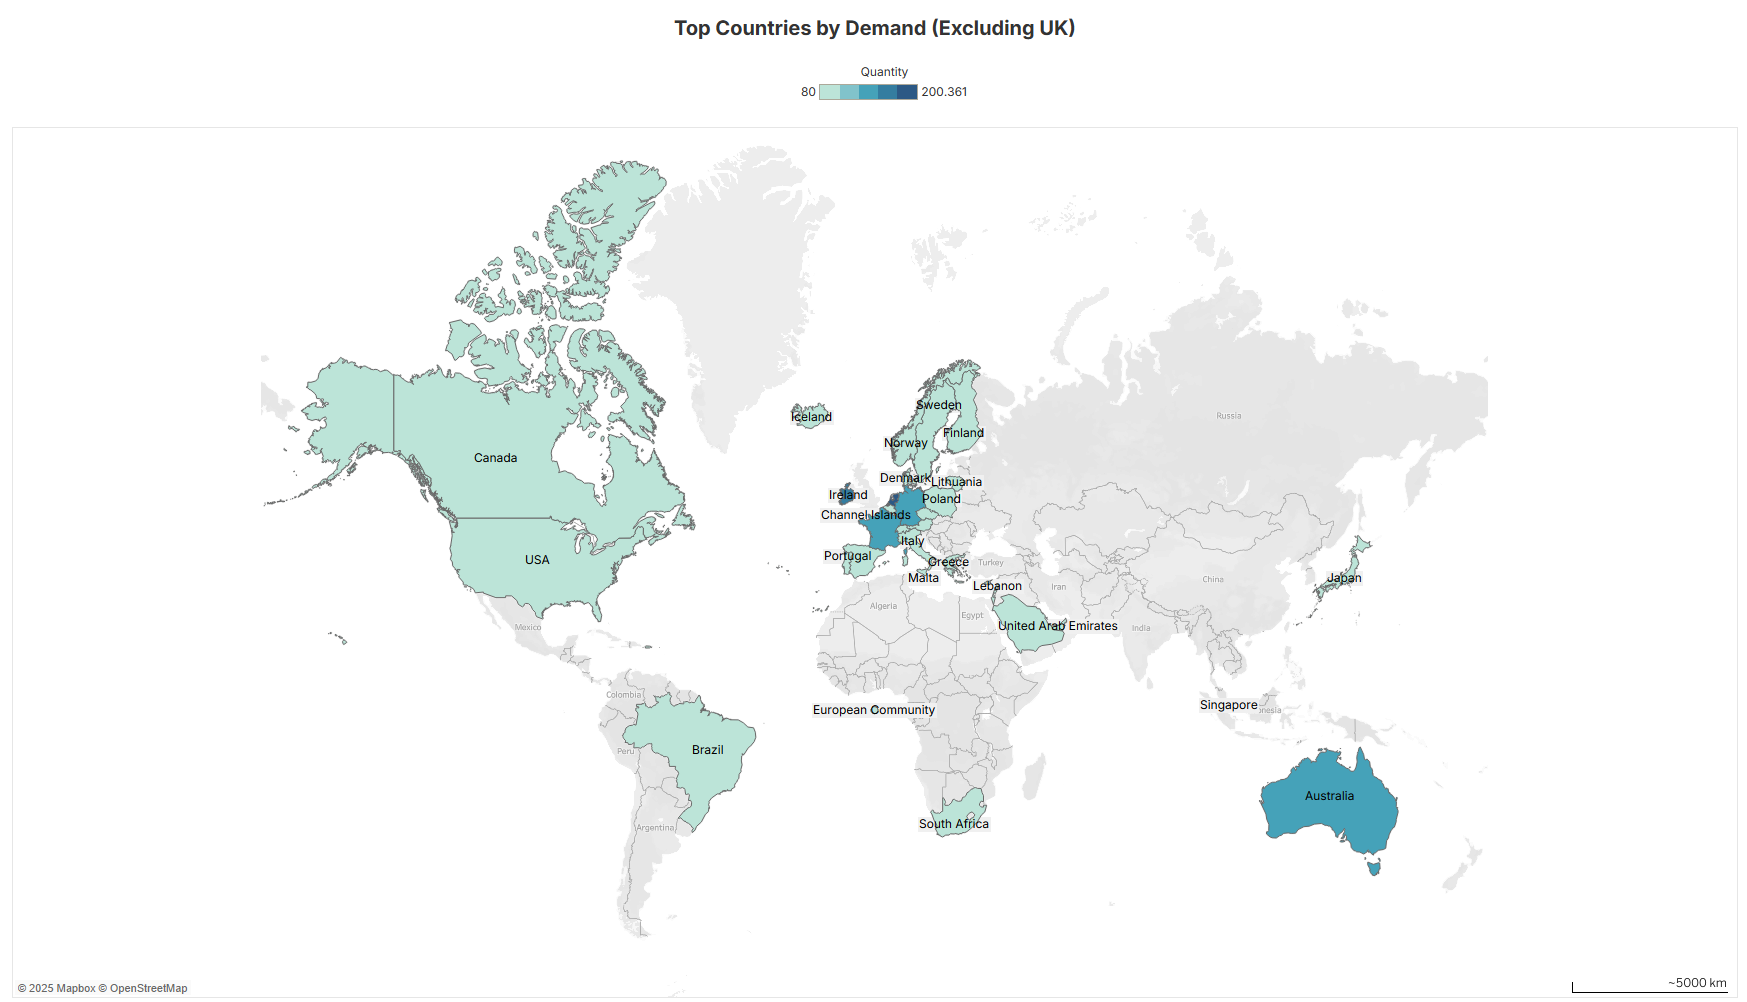 Top Countries by Demand (Excluding UK)
Quantity
80 200.361
Iceland
Sweden
Finland
Norway
Russia
Canada
Denmark
Lithuania
Ireland
Poland
Channel Islands
Italy
USA
Portugal
Greece
Turkey
Malta
Lebanon
Iran
China
Japan
Algeria
Egypt
United Arab Emirates
India
Mexico
Colombia
European Community
Singapore
nesia
Brazil
Peru
Australia
South Africa
Argentina
© 2025 Mapbox © OpenStreetMap
~5000 km